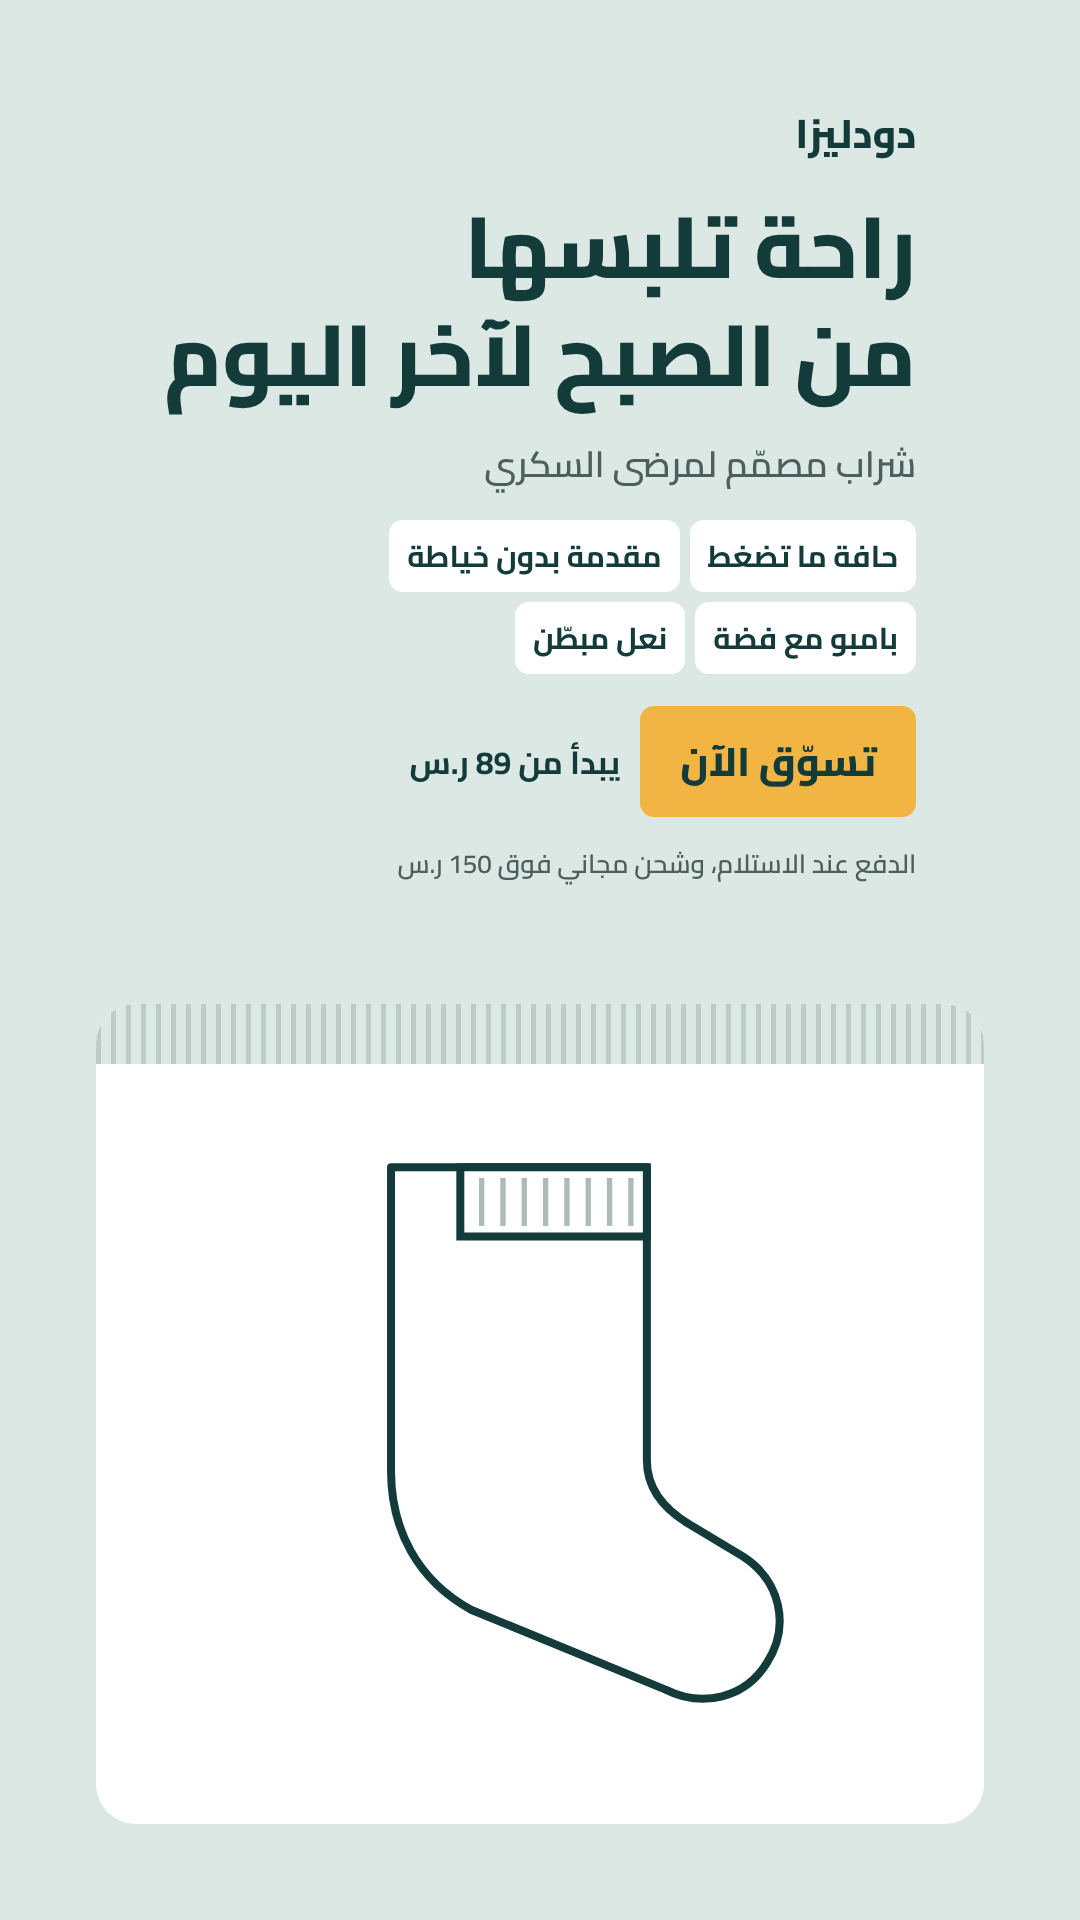 دودليزا
راحة تلبسها
من الصبح لآخر اليوم
شراب مصمّم لمرضى السكري
حافة ما تضغط
مقدمة بدون خياطة
بامبو مع فضة
نعل مبطّن
تسوّق الآن
يبدأ من 89 ر.س
الدفع عند الاستلام، وشحن مجاني فوق 150 ر.س